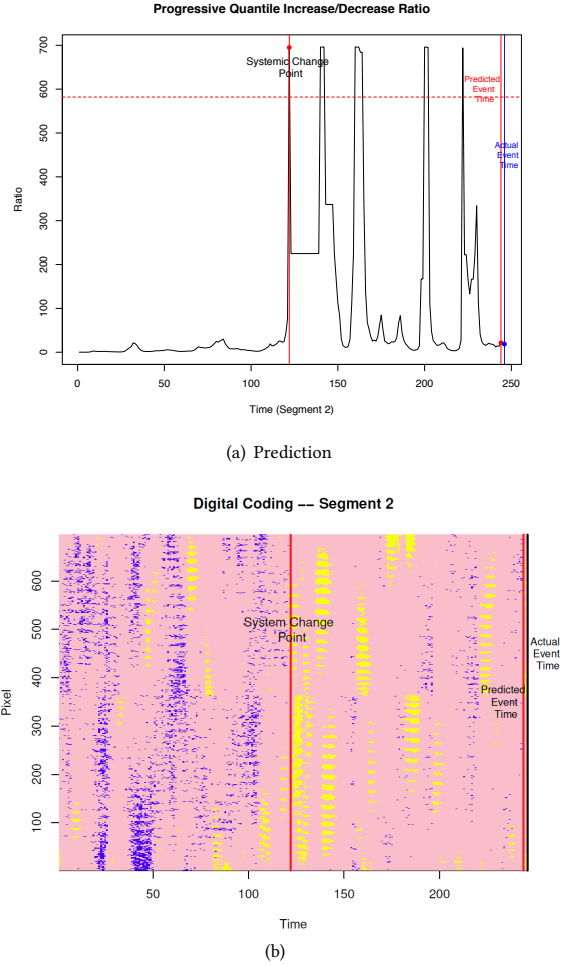 Progressive Quantile Increase/Decrease Ratio
700
600
500
400
300
200
100
0
Ratio
Systemic Change
Point
Predicted
Event
Time
Actual
Event
Time
0 50 100 150 200 250
Time (Segment 2)
(a) Prediction
Digital Coding −− Segment 2
600
500
400
300
200
100
Pixel
System Change
Point
Predicted
Event
Time
Actual
Event
Time
50 100 150 200
Time
(b)